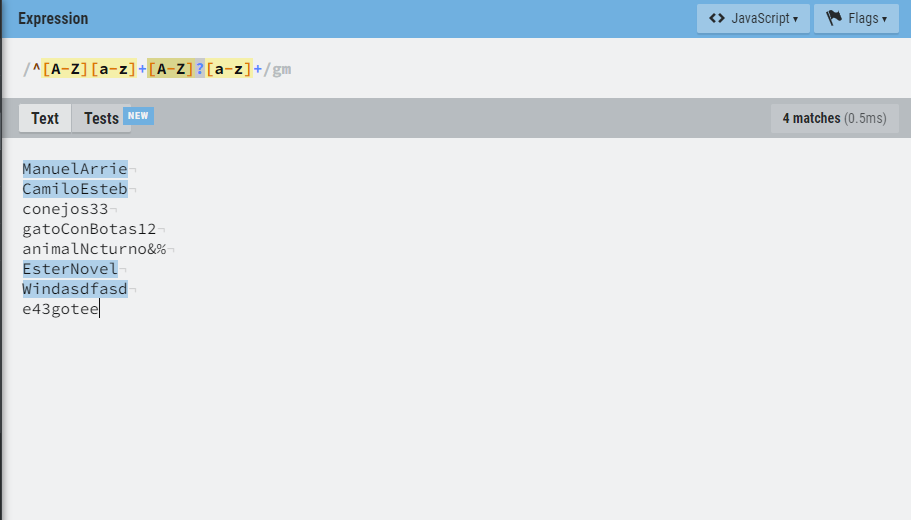 Expression
<> JavaScript ▾
Flags ▾
/^[A-Z][a-z]+[A-Z]?[a-z]+/gm
Text
Tests
NEW
4 matches (0.5ms)
ManuelArrie¬
CamiloEsteb¬
conejos33¬
gatoConBotas12¬
animalNcturno&%¬
EsterNovel¬
Windasdfasd¬
e43gotee